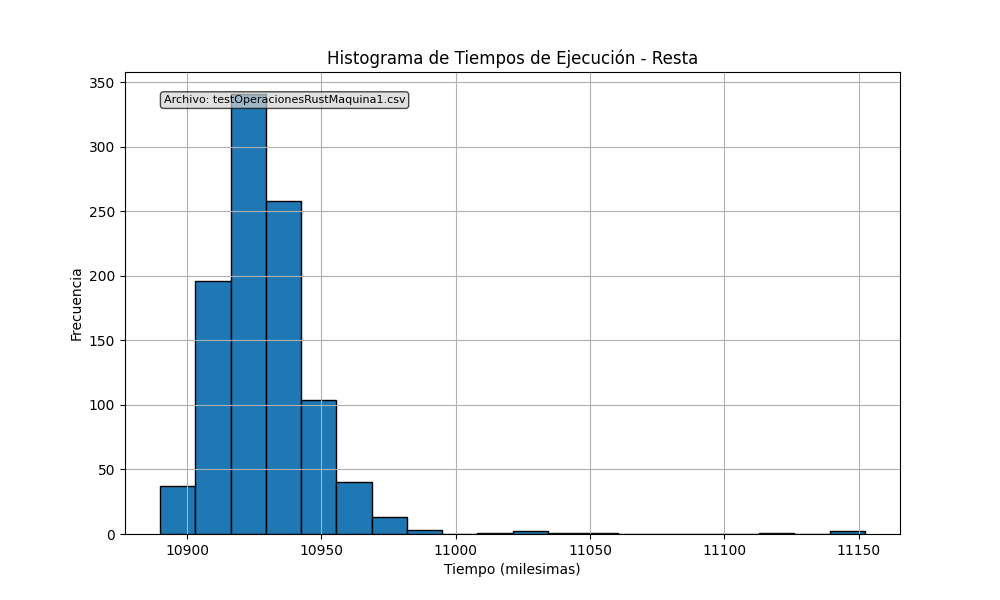 Histograma de Tiempos de Ejecución - Resta
Archivo: testOperacionesRustMaquina1.csv
Frecuencia
350
300
250
200
150
100
50
0
10900 10950 11000 11050 11100 11150
Tiempo (milesimas)